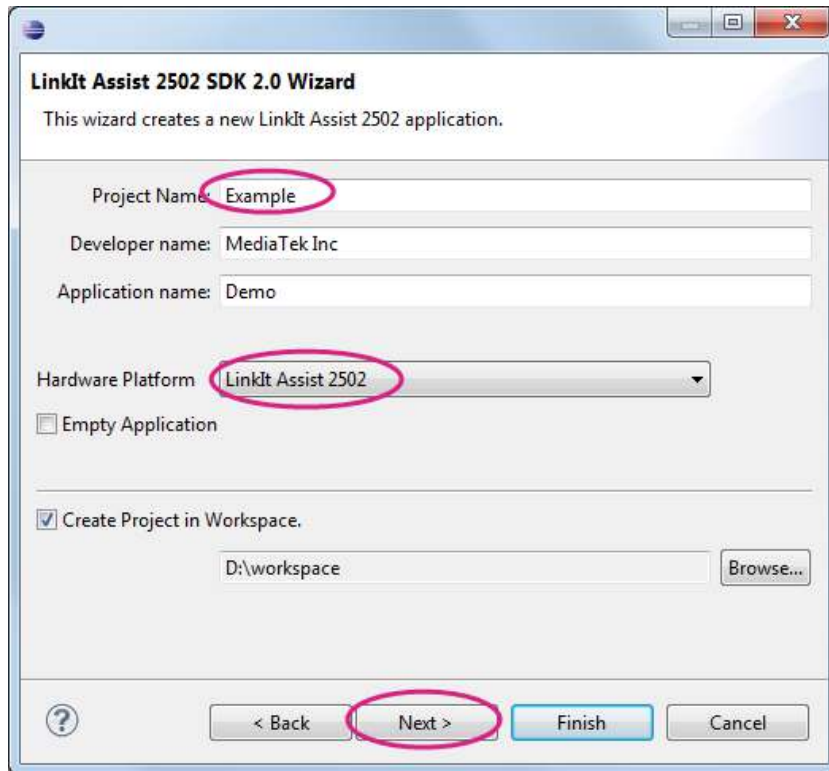 LinkIt Assist 2502 SDK 2.0 Wizard
This wizard creates a new LinkIt Assist 2502 application.
Project Name: Example
Developer name: MediaTek Inc
Application name: Demo
Hardware Platform LinkIt Assist 2502
Empty Application
Create Project in Workspace.
D:\workspace Browse...
? < Back Next > Finish Cancel